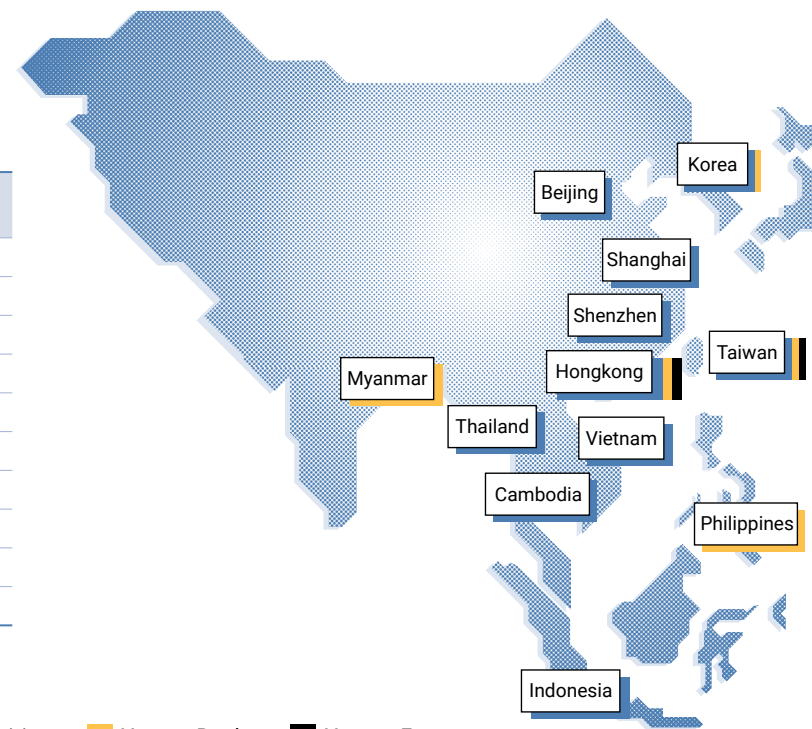 Korea
Beijing
Shanghai
Shenzhen
Taiwan
Hongkong
Myanmar
Thailand
Vietnam
Cambodia
Philippines
Indonesia